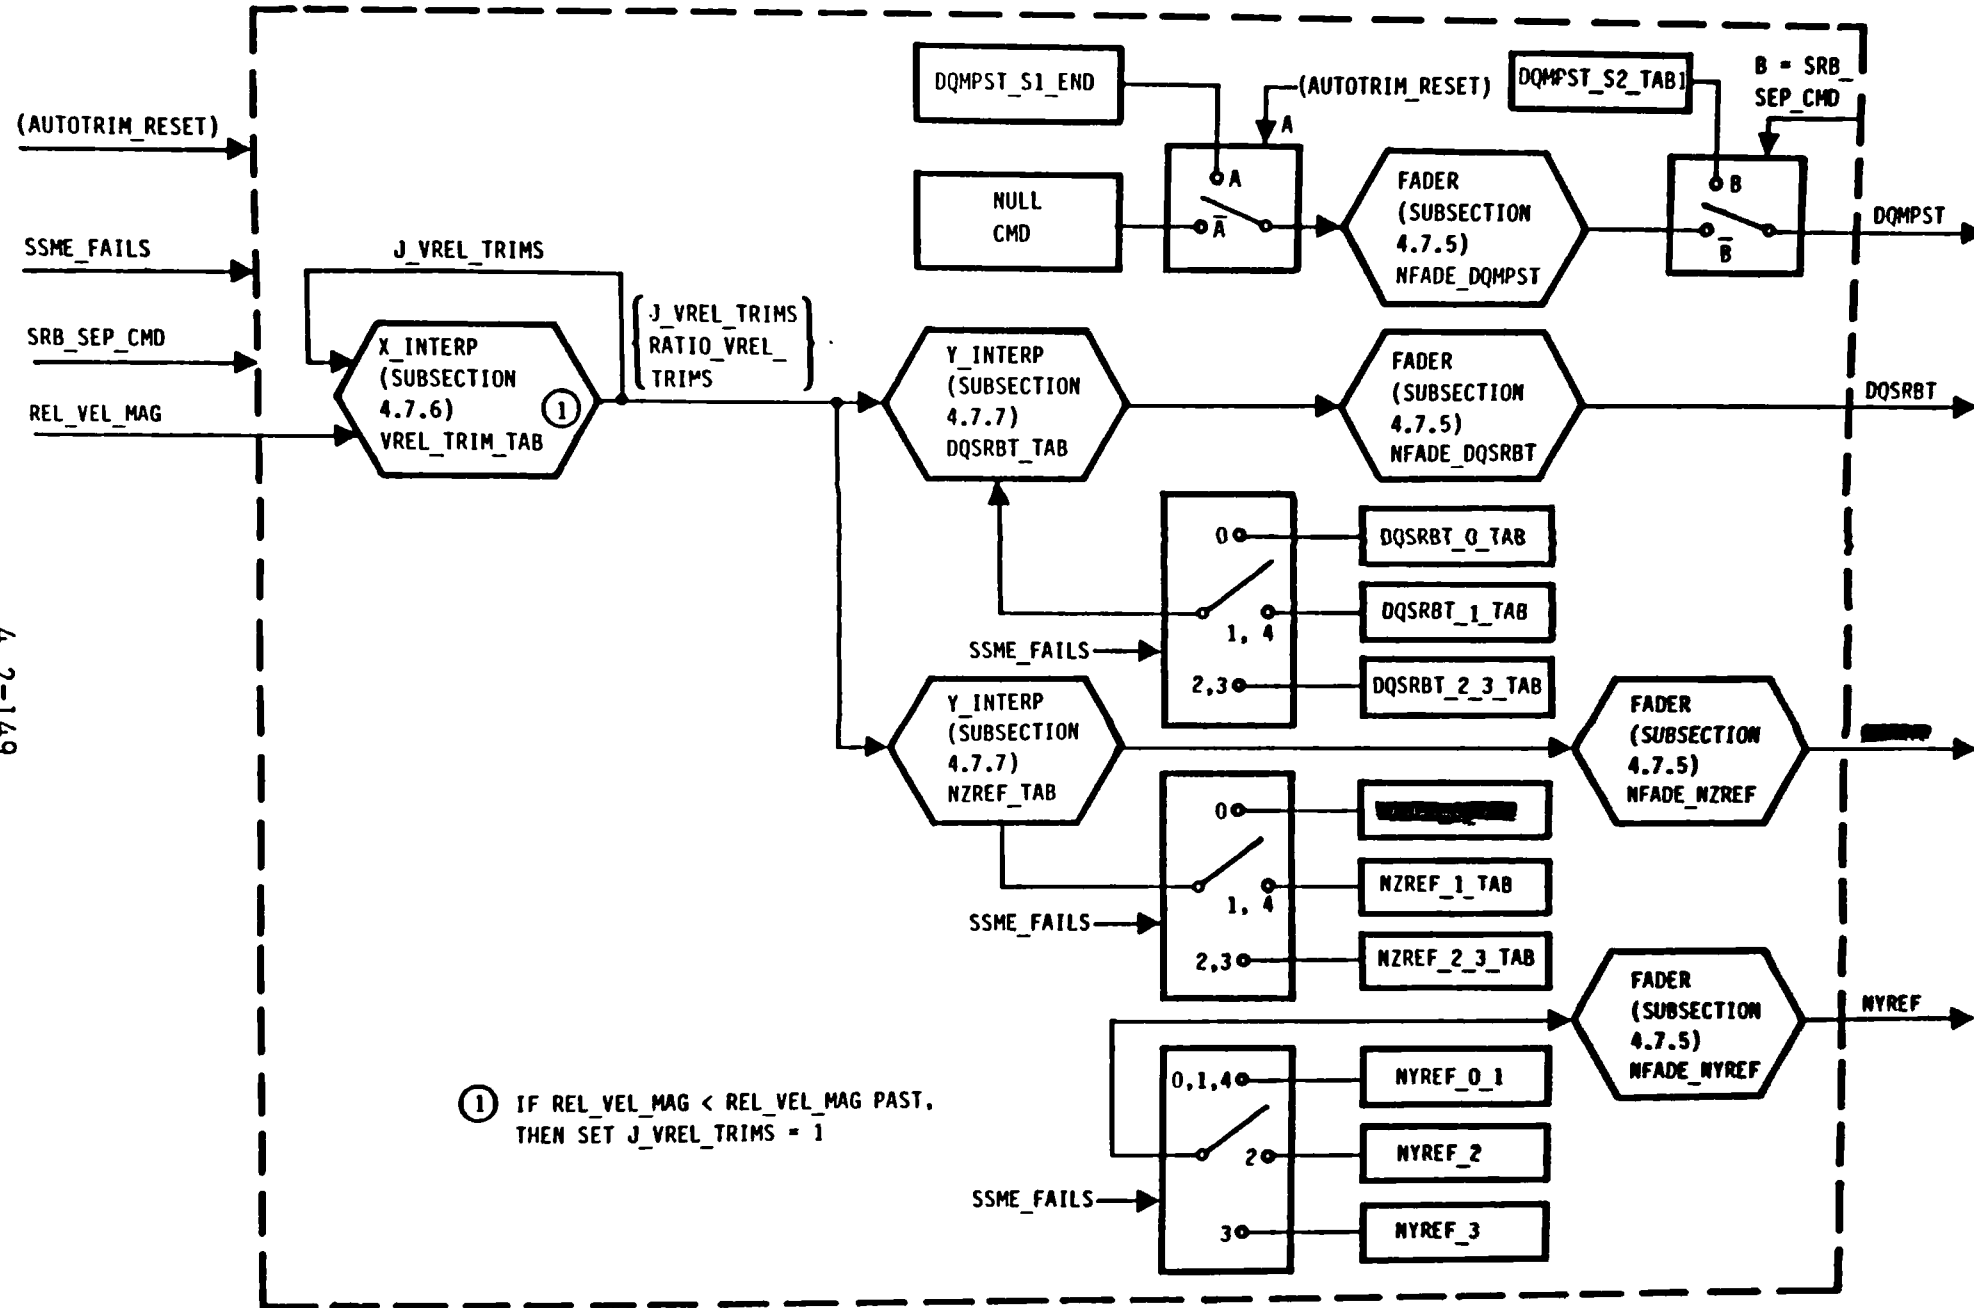 (AUTOTRIM_RESET)
SSME_FAILS
SRB_SEP_CMD
REL_VEL_MAG
J_VREL_TRIMS
X_INTERP
(SUBSECTION
4.7.6)
VREL_TRIM_TAB
1
J_VREL_TRIMS
RATIO_VREL_
TRIMS
DQMPST_S1_END
NULL
CMD
(AUTOTRIM_RESET)
A
A
A̅
FADER
(SUBSECTION
4.7.5)
NFADE_DQMPST
DQMPST_S2_TAB1
B = SRB_
SEP_CMD
B
B̅
DQMPST
Y_INTERP
(SUBSECTION
4.7.7)
DQSRBT_TAB
FADER
(SUBSECTION
4.7.5)
NFADE_DQSRBT
DQSRBT
SSME_FAILS
0
1, 4
2,3
DQSRBT_0_TAB
DQSRBT_1_TAB
DQSRBT_2_3_TAB
Y_INTERP
(SUBSECTION
4.7.7)
NZREF_TAB
FADER
(SUBSECTION
4.7.5)
NFADE_NZREF
SSME_FAILS
0
1, 4
2,3
NZREF_1_TAB
NZREF_2_3_TAB
FADER
(SUBSECTION
4.7.5)
NFADE_NYREF
NYREF
SSME_FAILS
0,1,4
2
3
NYREF_0_1
NYREF_2
NYREF_3
1 IF REL_VEL_MAG < REL_VEL_MAG PAST,
THEN SET J_VREL_TRIMS = 1
4.2-149